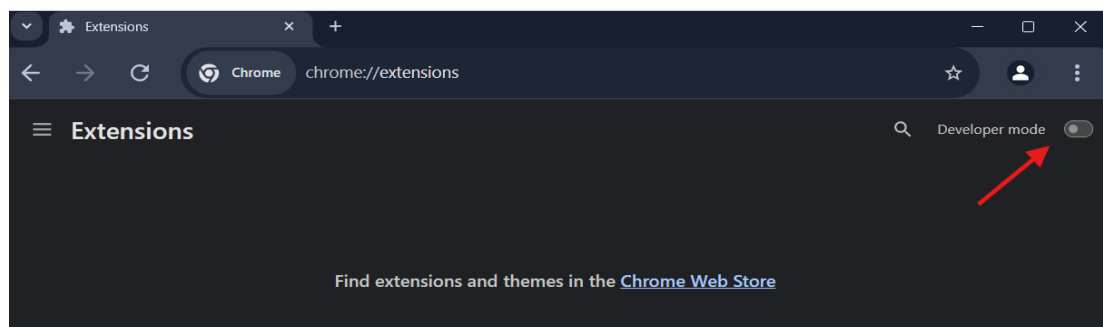 Extensions
Chrome chrome://extensions
Extensions Developer mode
Find extensions and themes in the Chrome Web Store